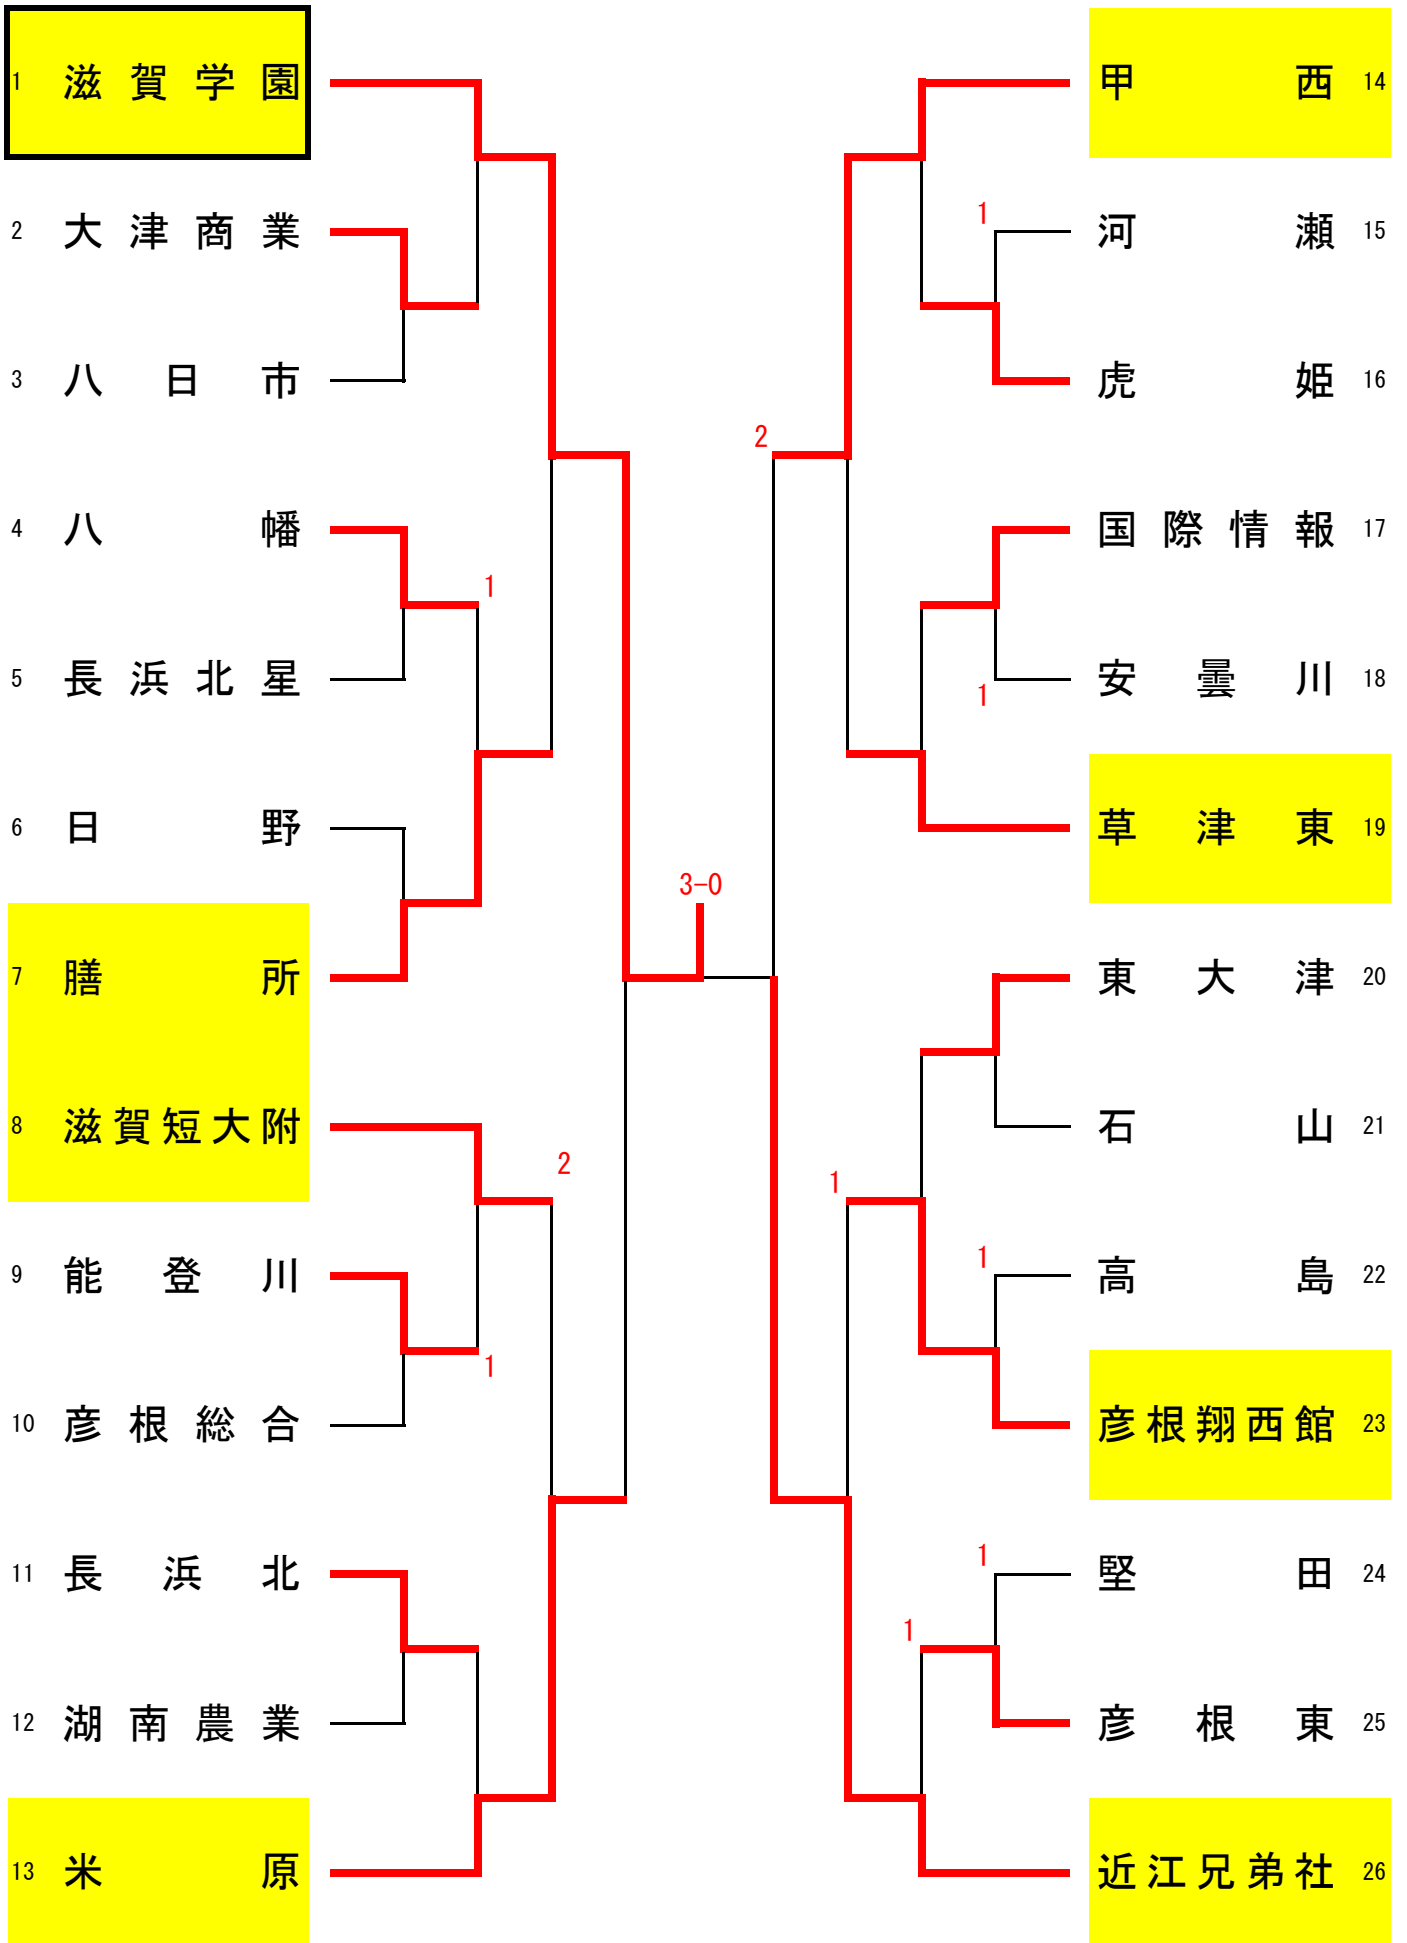 1 滋賀学園
2 大津商業
3 八日市
4 八幡
1
5 長浜北星
6 日野
7 膳所
8 滋賀短大附
2
9 能登川
1
10 彦根総合
11 長浜北
12 湖南農業
13 米原
3-0
甲西 14
1
河瀬 15
虎姫 16
2
国際情報 17
安曇川 18
1
草津東 19
東大津 20
石山 21
1
1
高島 22
彦根翔西館 23
1
堅田 24
1
彦根東 25
近江兄弟社 26